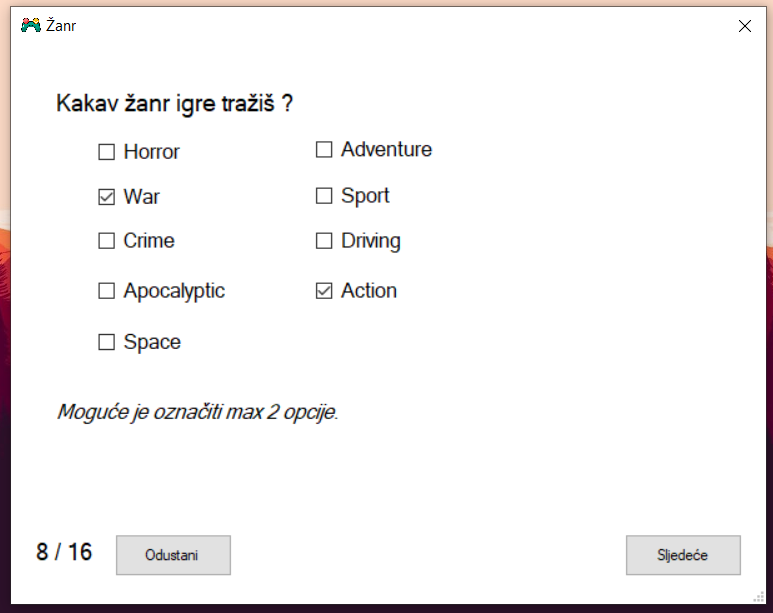 Žanr
Kakav žanr igre tražiš ?
Horror
Adventure
War
Sport
Crime
Driving
Apocalyptic
Action
Space
Moguće je označiti max 2 opcije.
8 / 16
Odustani
Sljedeće